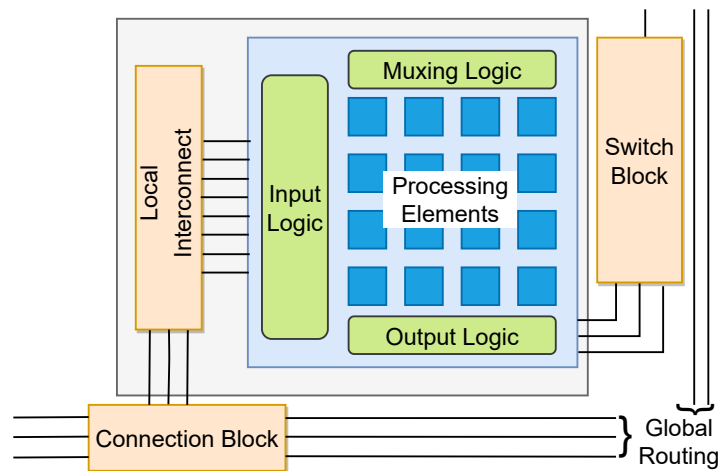 Muxing Logic
Local
Interconnect
Input
Logic
Processing
Elements
Switch
Block
Output Logic
Connection Block
Global
Routing